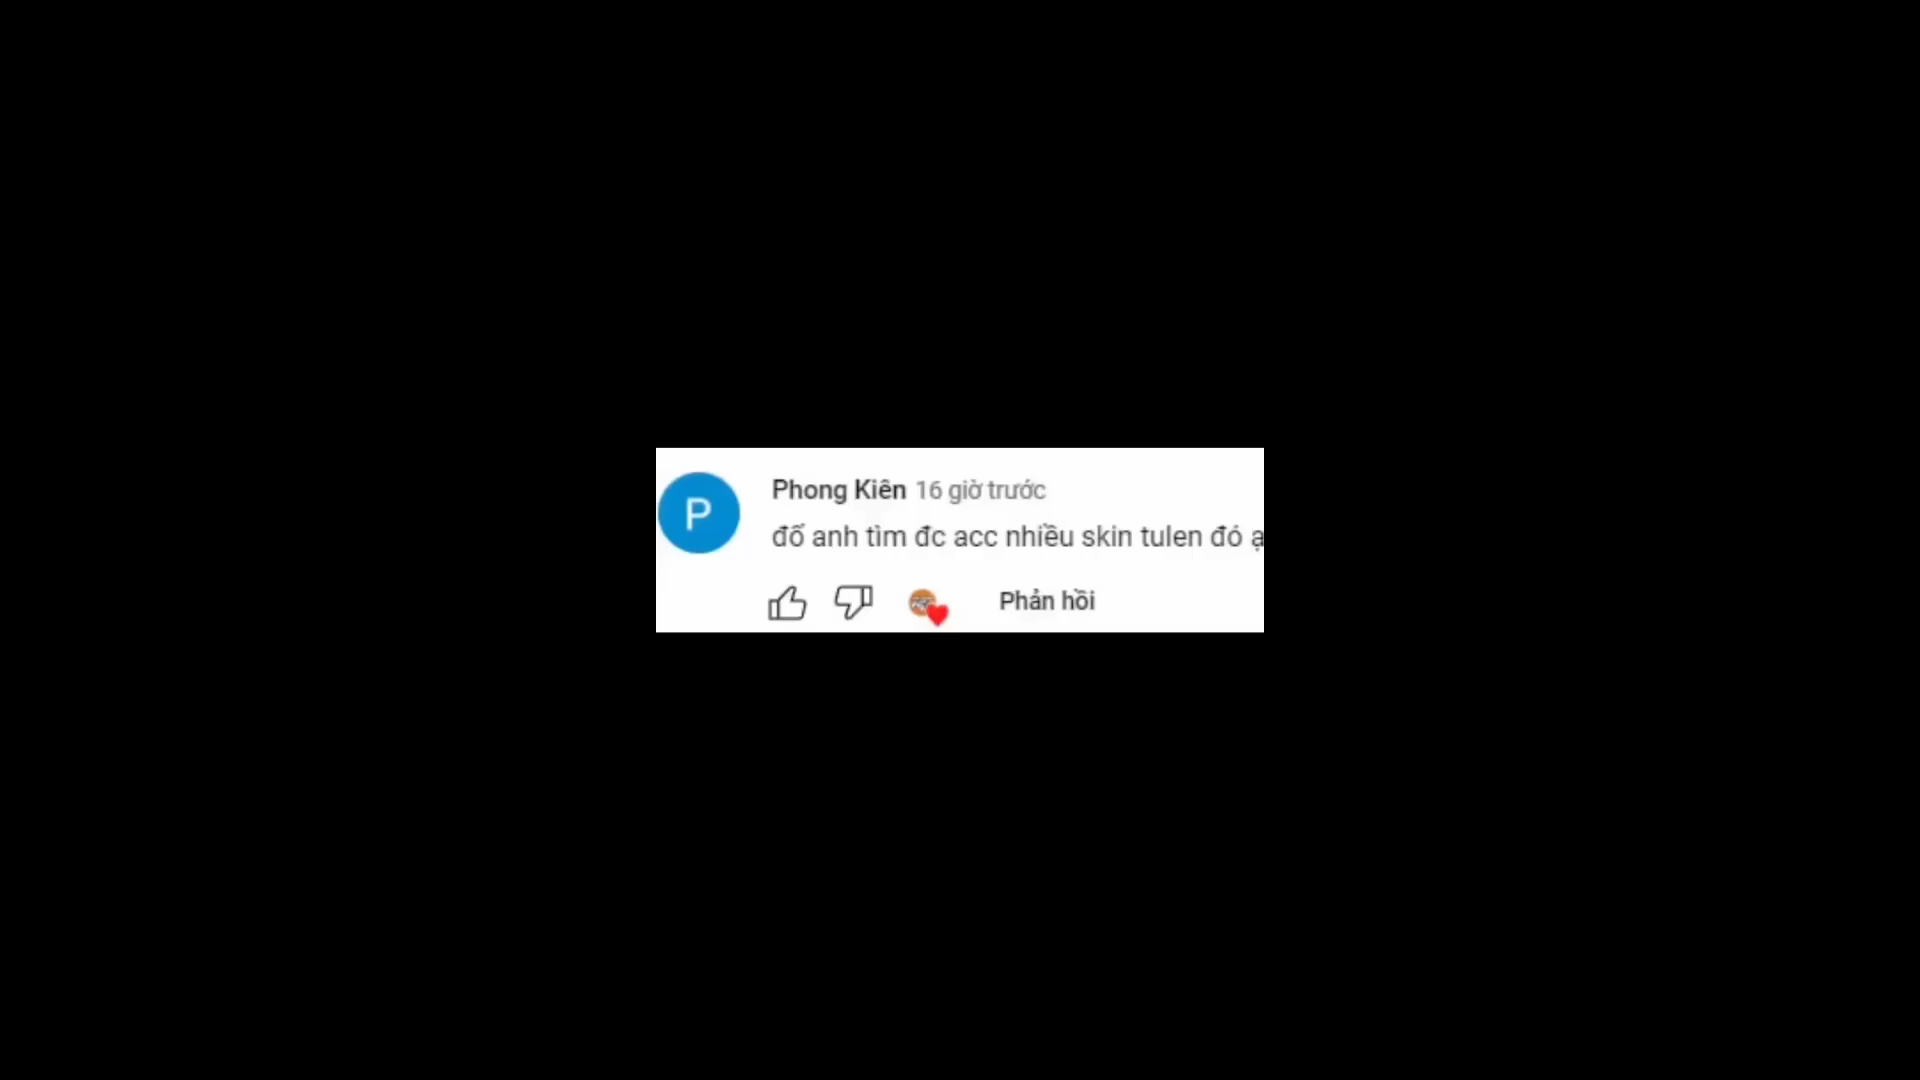 P
Phong Kiên 16 giờ trước
đố anh tìm đc acc nhiều skin tulen đó ạ
Phản hồi